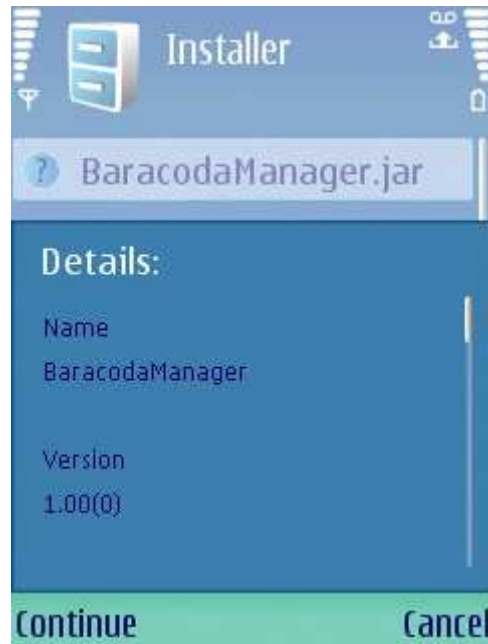 Installer
BaracodaManager.jar
Details:
Name
BaracodaManager
Version
1.00(0)
Continue
Cancel